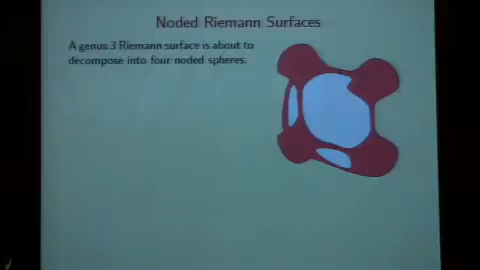 Noded Riemann Surfaces
A genus 3 Riemann surface is about to
decompose into four noded spheres.